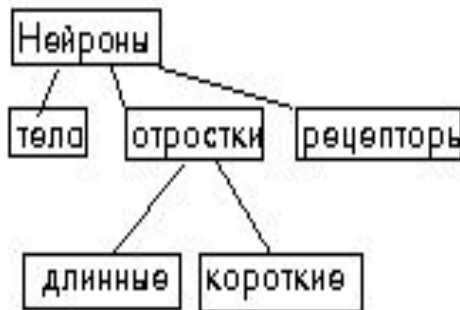 Нейроны
тела
отростки
рецепторы
длинные
короткие